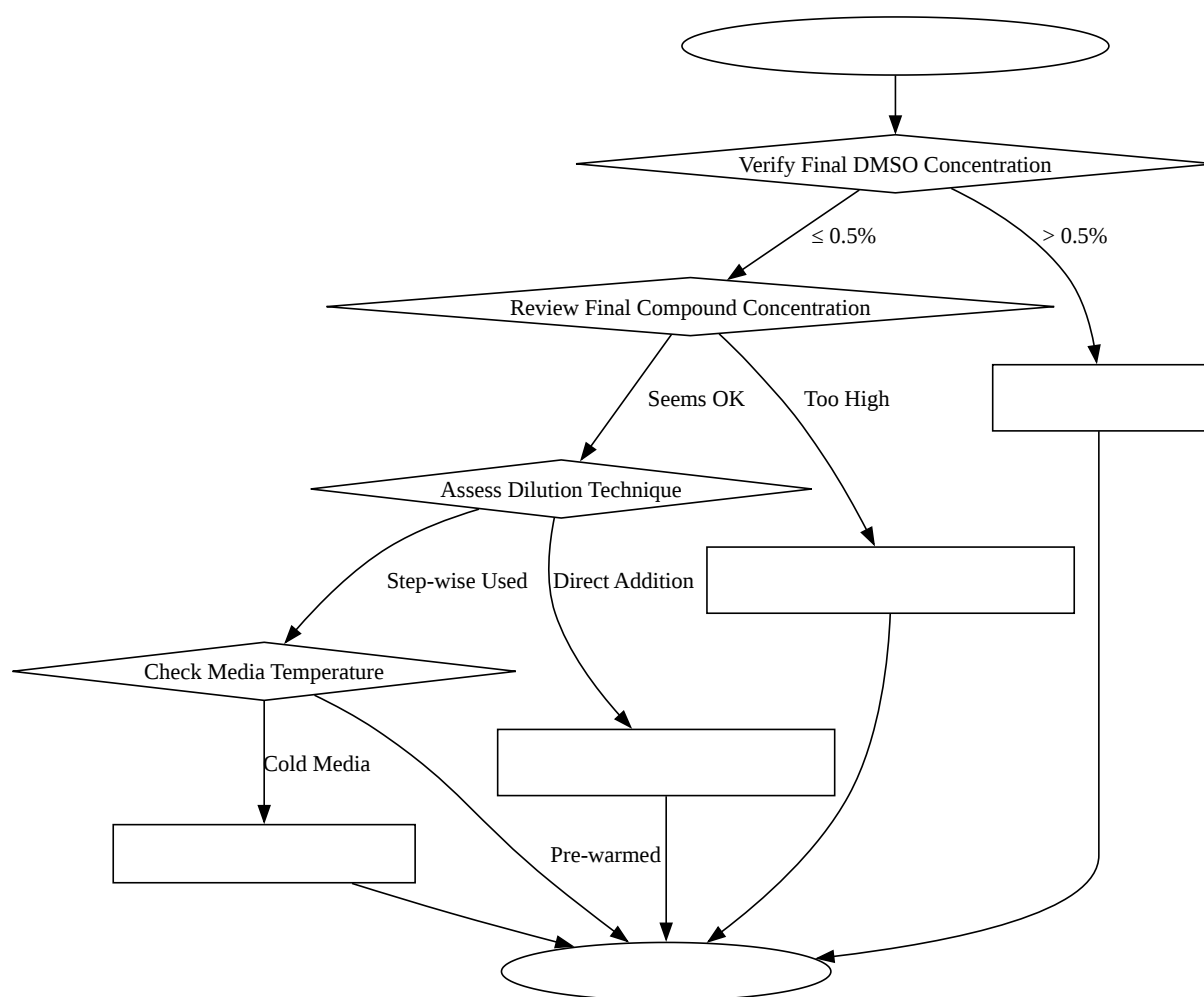 Verify Final DMSO Concentration
≤ 0.5%
> 0.5%
Review Final Compound Concentration
Seems OK
Too High
Assess Dilution Technique
Step-wise Used
Direct Addition
Check Media Temperature
Cold Media
Pre-warmed